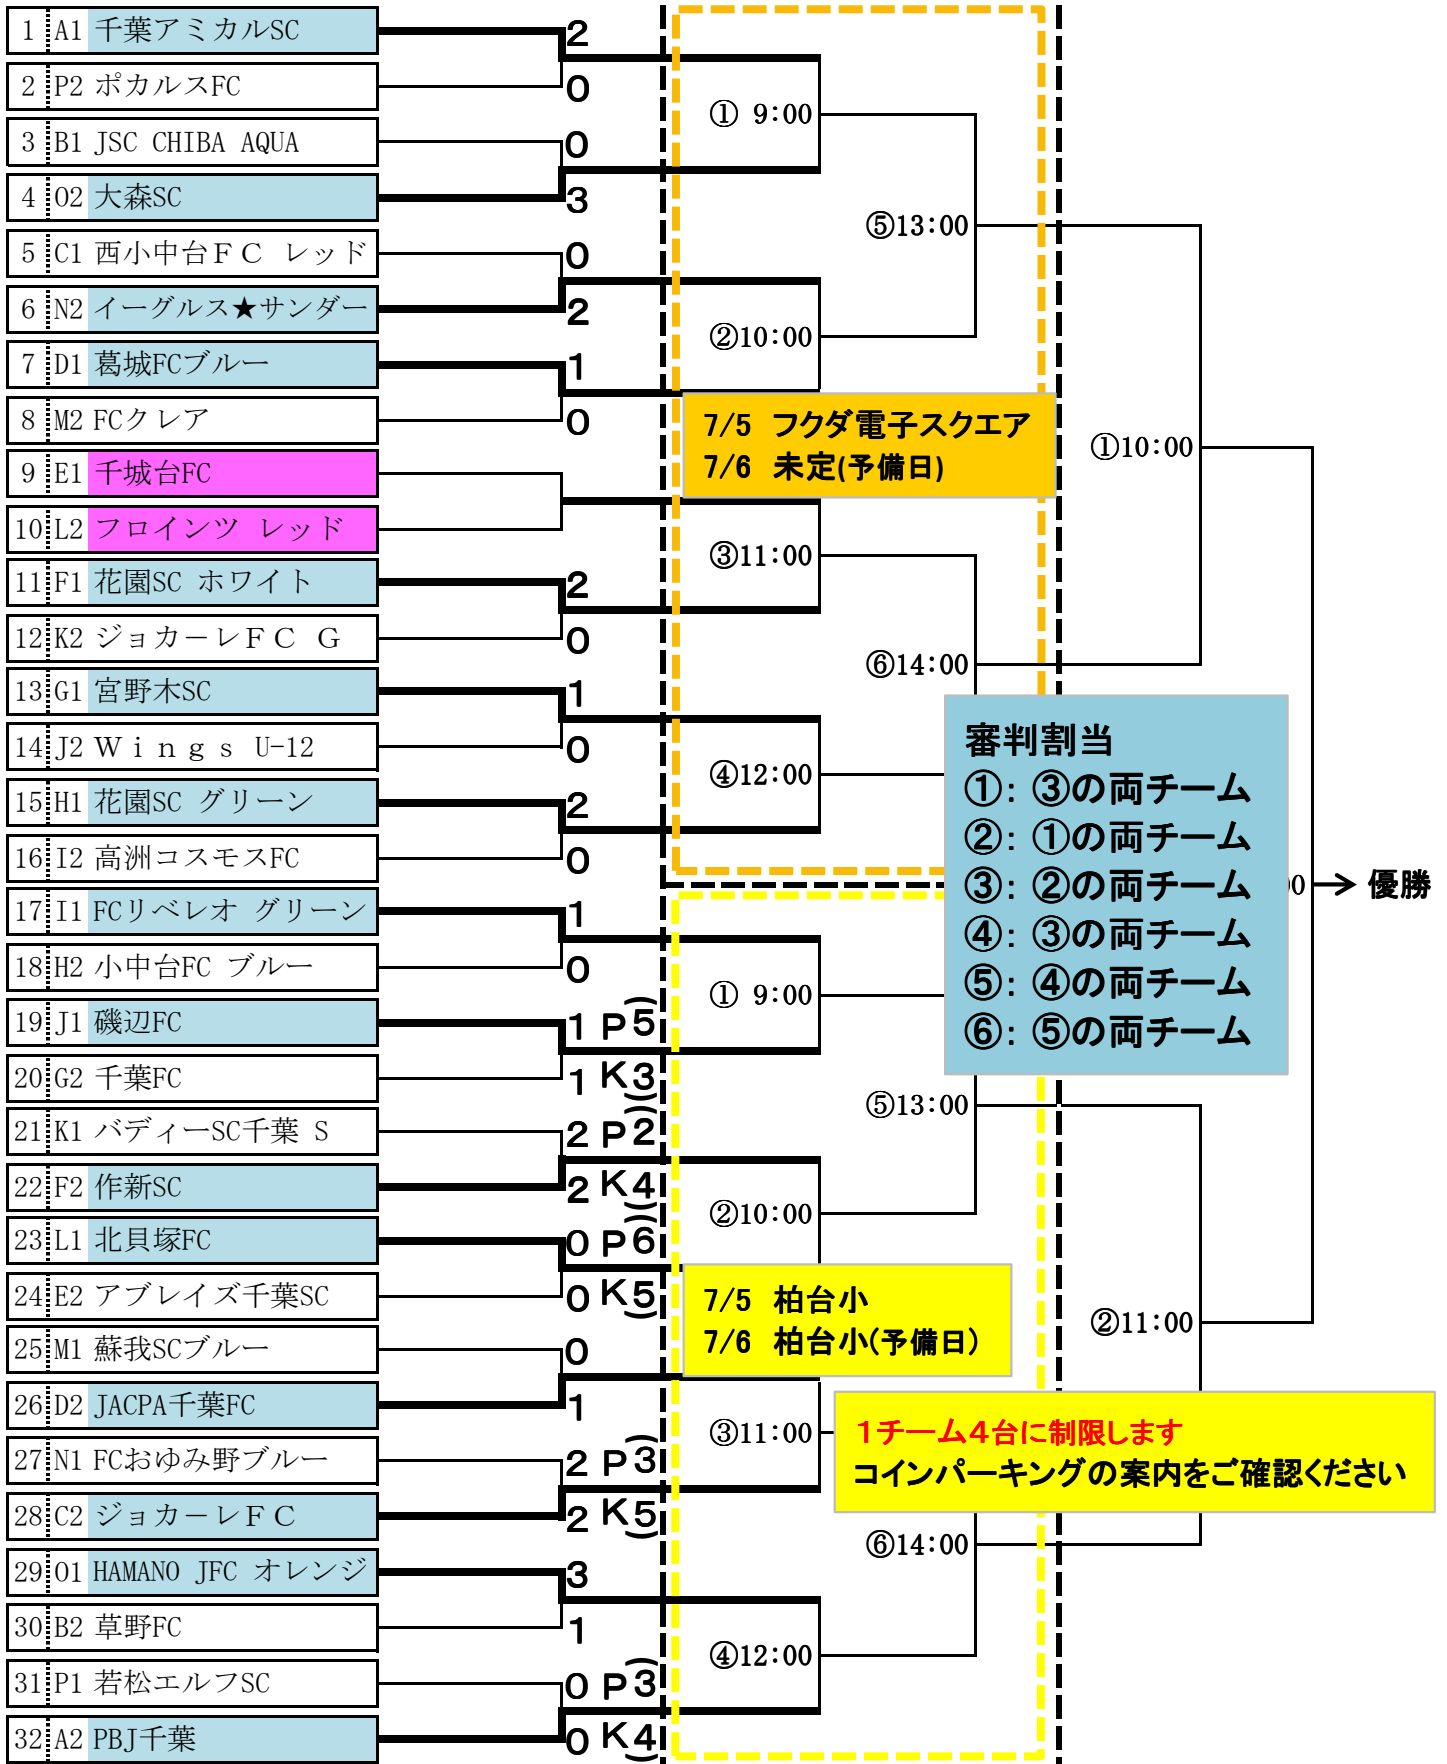 1 A1 千葉アミカルSC 2
2 P2 ポカルスFC 0
① 9:00
3 B1 JSC CHIBA AQUA 0
4 O2 大森SC 3
⑤13:00
5 C1 西小中台ＦＣ レッド 0
6 N2 イーグルス★サンダー 2
②10:00
7 D1 葛城FCブルー 1
8 M2 FCクレア 0
7/5 フクダ電子スクエア
7/6 未定(予備日)
①10:00
9 E1 千城台FC
10 L2 フロインツ レッド
③11:00
11 F1 花園SC ホワイト 2
12 K2 ジョカーレＦＣ Ｇ 0
⑥14:00
13 G1 宮野木SC 1
14 J2 Ｗｉｎｇｓ U-12 0
④12:00
15 H1 花園SC グリーン 2
16 I2 高洲コスモスFC 0
審判割当
①: ③の両チーム
②: ①の両チーム
③: ②の両チーム
④: ③の両チーム
⑤: ④の両チーム
⑥: ⑤の両チーム
0 → 優勝
17 I1 FCリベレオ グリーン 1
18 H2 小中台FC ブルー 0
① 9:00
19 J1 磯辺FC 1 P5)
20 G2 千葉FC 1 K3(
⑤13:00
21 K1 バディーSC千葉 S 2 P2)
22 F2 作新SC 2 K4(
②10:00
23 L1 北貝塚FC 0 P6)
24 E2 アブレイズ千葉SC 0 K5(
7/5 柏台小
7/6 柏台小(予備日)
②11:00
25 M1 蘇我SCブルー 0
26 D2 JACPA千葉FC 1
③11:00
１チーム４台に制限します
コインパーキングの案内をご確認ください
27 N1 FCおゆみ野ブルー 2 P3)
28 C2 ジョカーレＦＣ 2 K5(
⑥14:00
29 O1 HAMANO JFC オレンジ 3
30 B2 草野FC 1
④12:00
31 P1 若松エルフSC 0 P3)
32 A2 PBJ千葉 0 K4(